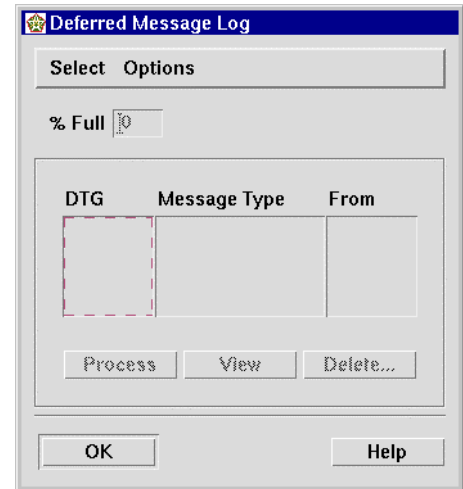 Deferred Message Log
Select Options
% Full 0
DTG Message Type From
Process View Delete...
OK Help